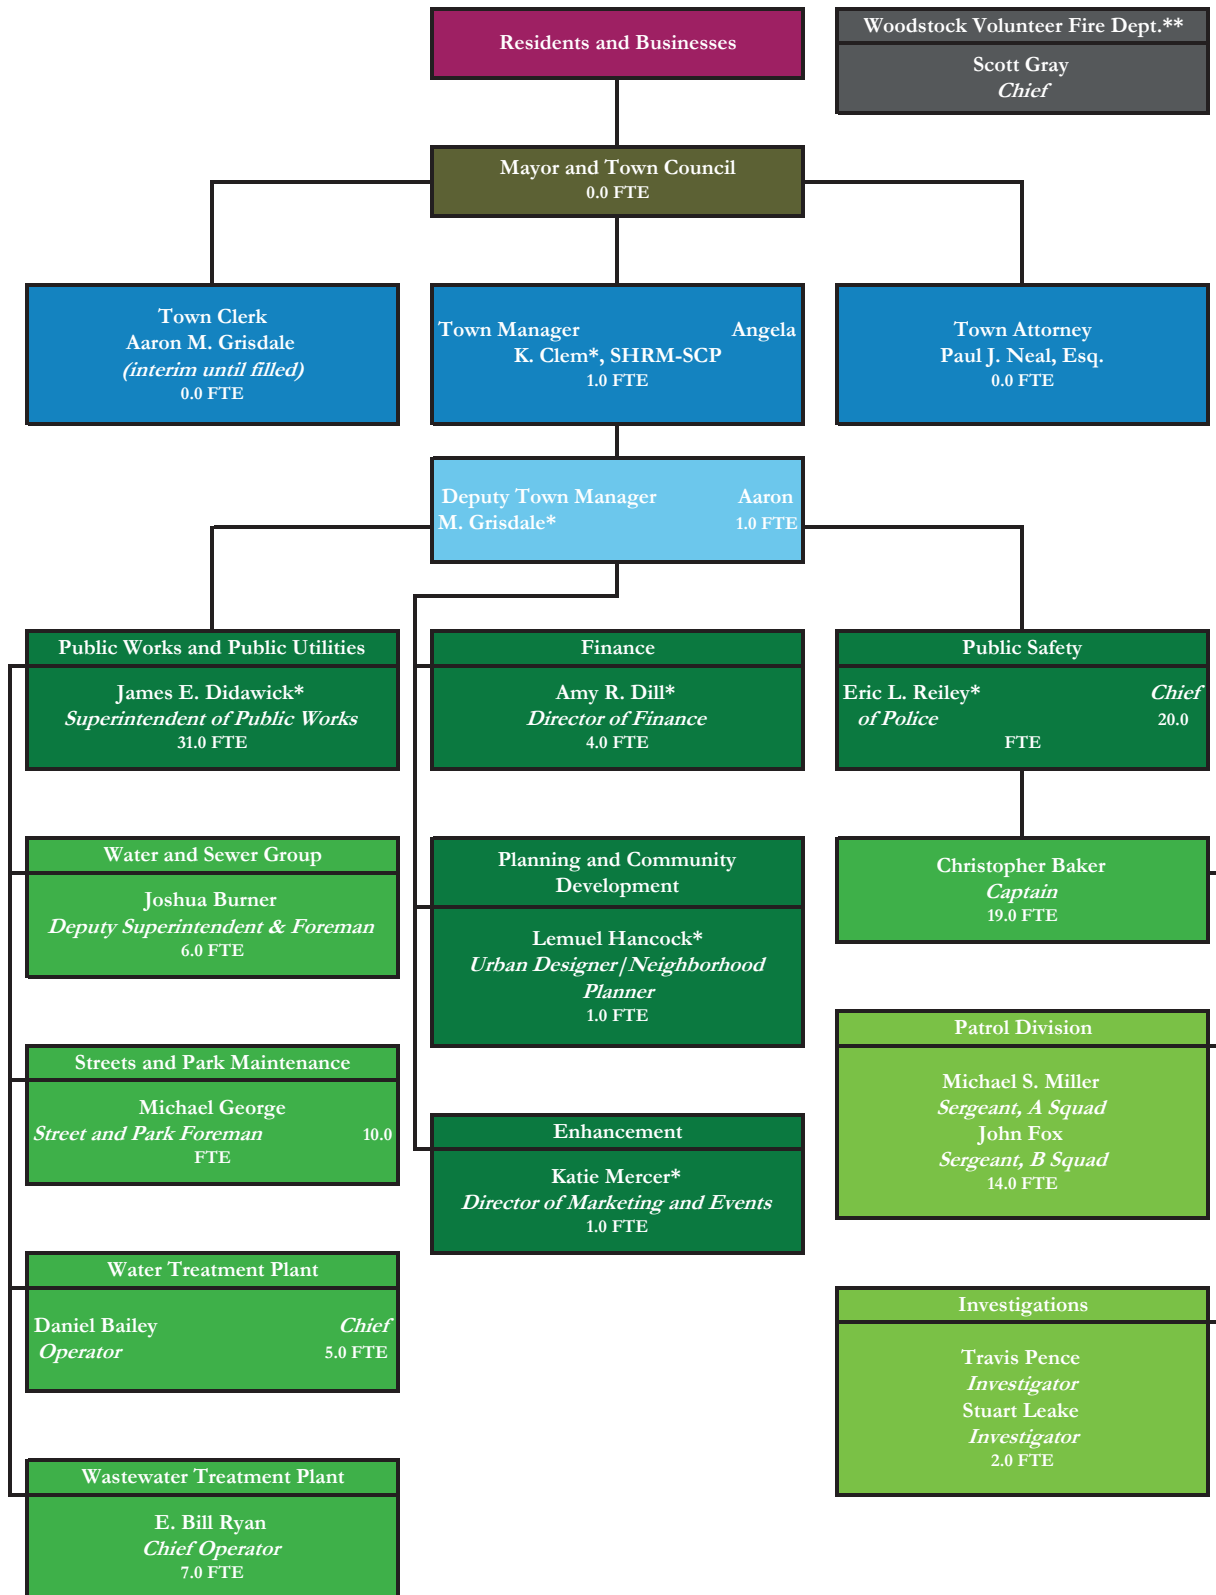 Residents and Businesses
Woodstock Volunteer Fire Dept.**
Scott Gray
Chief
Mayor and Town Council
0.0 FTE
Town Clerk
Aaron M. Grisdale
(interim until filled)
0.0 FTE
Town Manager Angela
K. Clem*, SHRM-SCP
1.0 FTE
Town Attorney
Paul J. Neal, Esq.
0.0 FTE
Deputy Town Manager Aaron
M. Grisdale* 1.0 FTE
Public Works and Public Utilities
James E. Didawick*
Superintendent of Public Works
31.0 FTE
Finance
Amy R. Dill*
Director of Finance
4.0 FTE
Public Safety
Eric L. Reiley* Chief
of Police 20.0
FTE
Water and Sewer Group
Joshua Burner
Deputy Superintendent & Foreman
6.0 FTE
Planning and Community
Development
Lemuel Hancock*
Urban Designer/Neighborhood
Planner
1.0 FTE
Christopher Baker
Captain
19.0 FTE
Streets and Park Maintenance
Michael George
Street and Park Foreman 10.0
FTE
Enhancement
Katie Mercer*
Director of Marketing and Events
1.0 FTE
Patrol Division
Michael S. Miller
Sergeant, A Squad
John Fox
Sergeant, B Squad
14.0 FTE
Water Treatment Plant
Daniel Bailey Chief
Operator 5.0 FTE
Investigations
Travis Pence
Investigator
Stuart Leake
Investigator
2.0 FTE
Wastewater Treatment Plant
E. Bill Ryan
Chief Operator
7.0 FTE